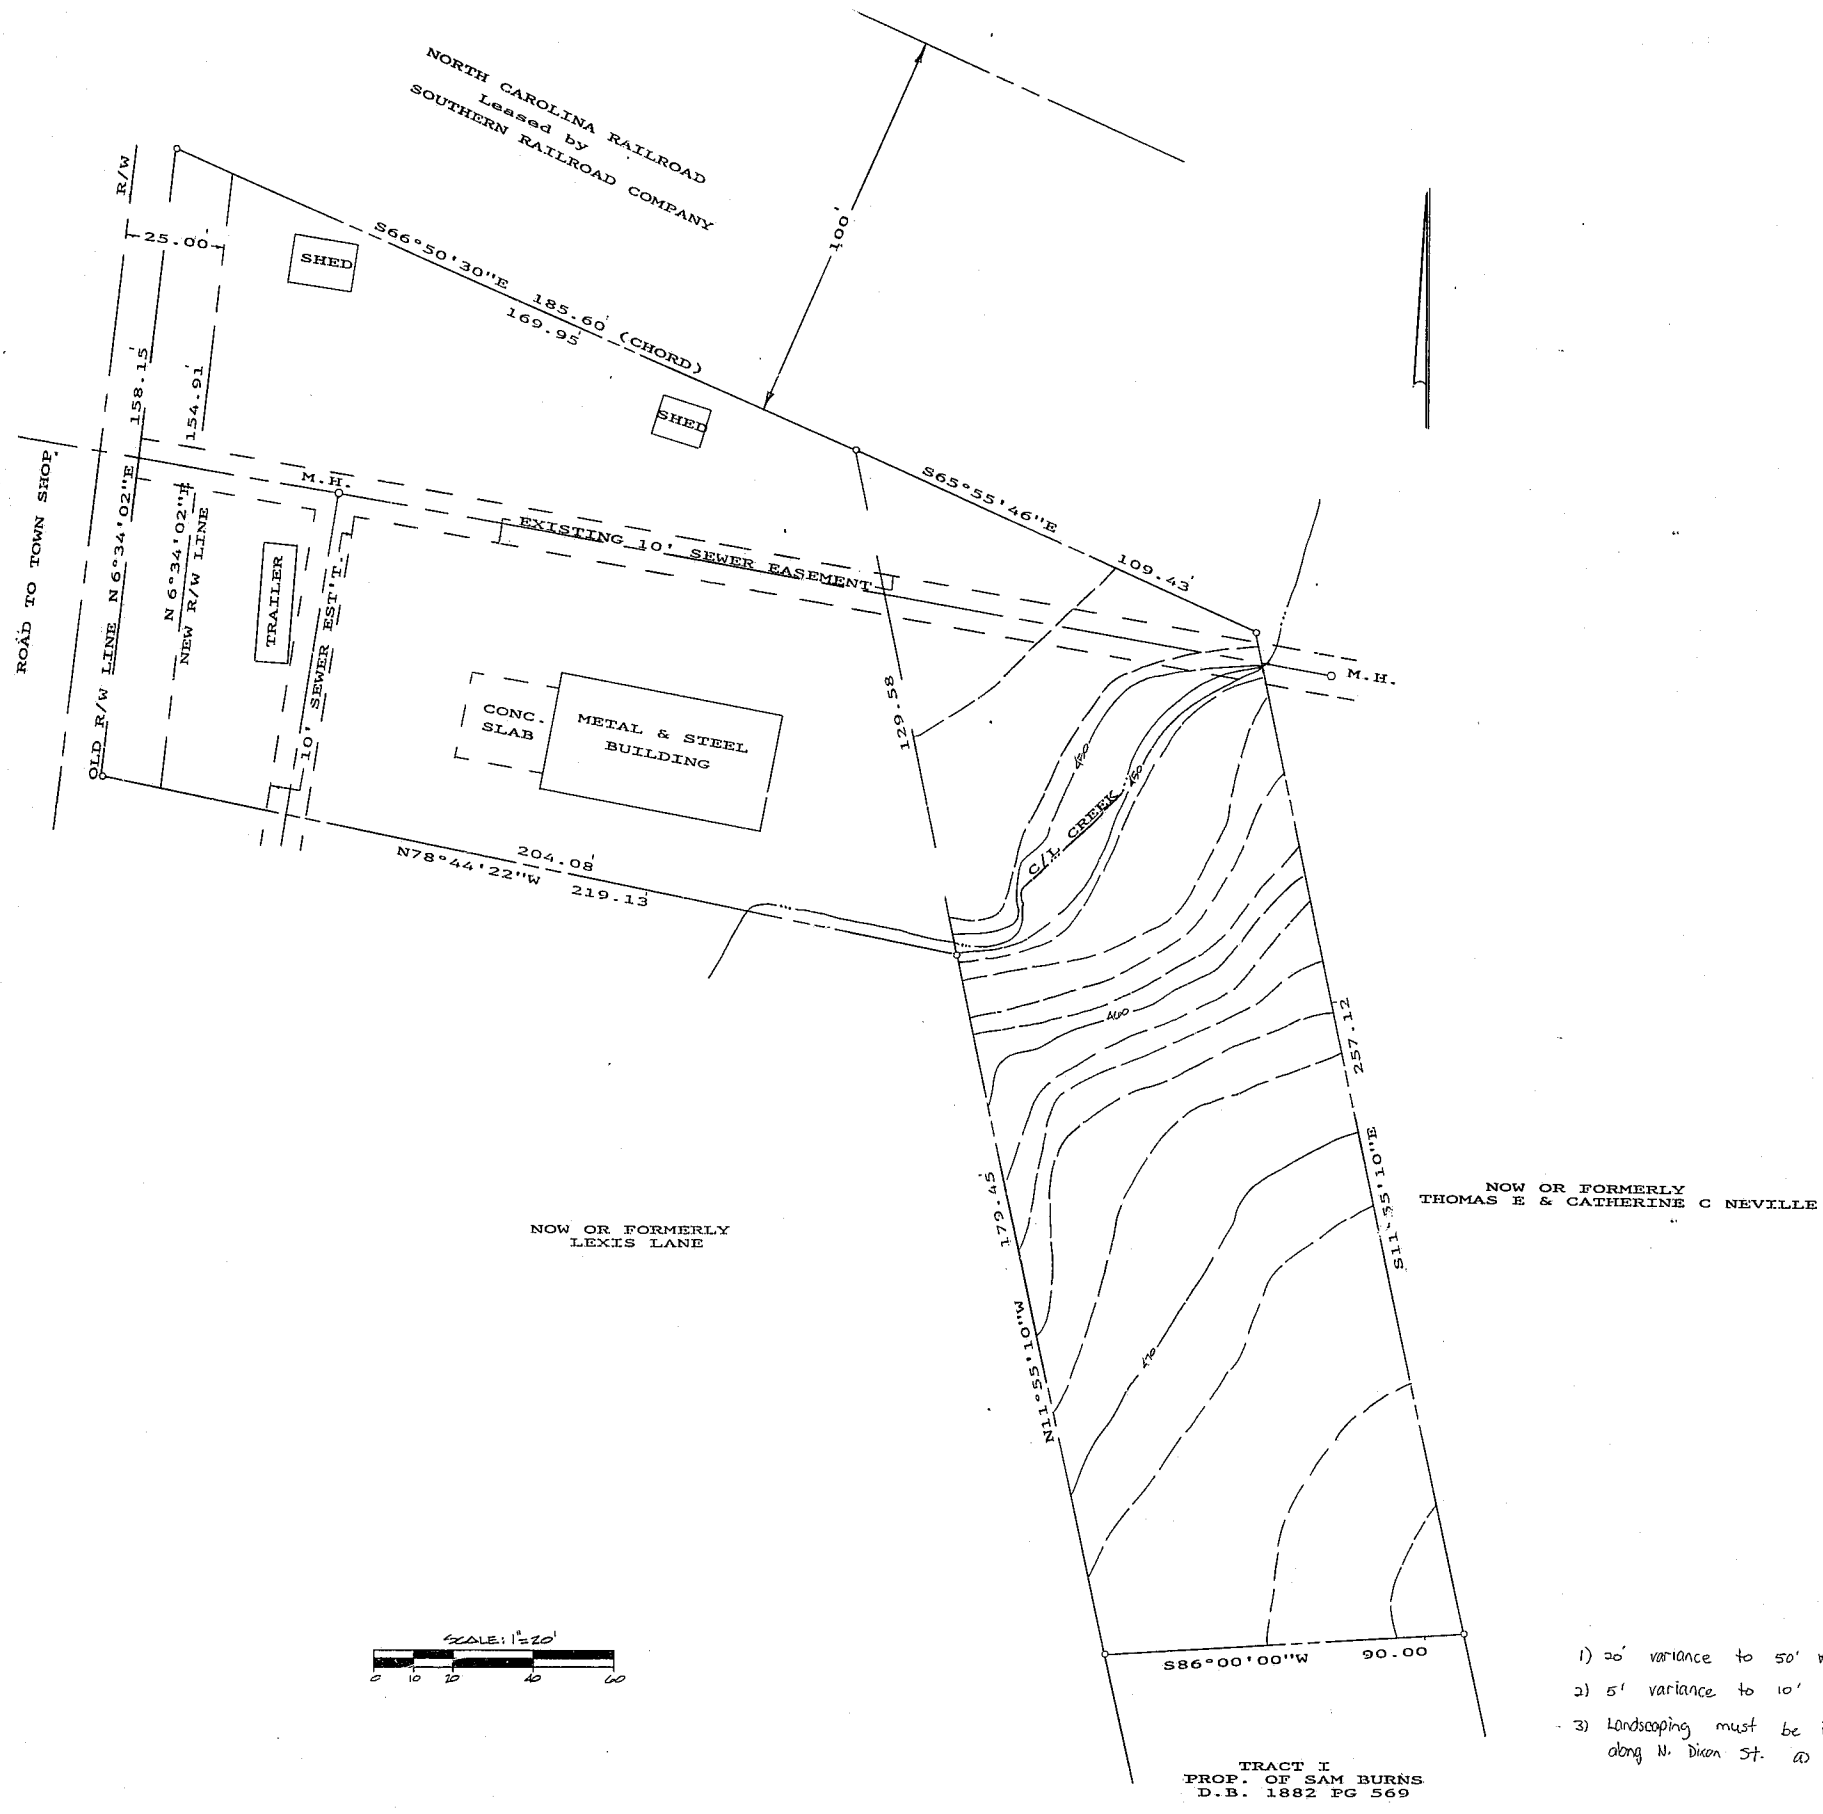 NORTH CAROLINA RAILROAD
Leased by
SOUTHERN RAILROAD COMPANY
R/W
25.00'
SHED
S66°50'30"E 185.60' (CHORD)
169.95'
100'
158.15'
154.91'
SHED
S65°55'46"E
109.43'
M.H.
EXISTING 10' SEWER EASEMENT
M.H.
ROAD TO TOWN SHOP
OLD R/W LINE N 6°34'02"E
N 6°34'02"E
NEW R/W LINE
TRAILER
10' SEWER EST'T.
CONC.
SLAB
METAL & STEEL
BUILDING
129.58
450
450
C/L CREEK
204.08'
N78°44'22"W 219.13'
460
257.12
S11°55'10"E
179.45'
N11°55'10"W
NOW OR FORMERLY
THOMAS E & CATHERINE C NEVILLE
NOW OR FORMERLY
LEXIS LANE
470
SCALE: 1"=20'
0 10 20 40 60
S86°00'00"W 90.00
1) 20' variance to 50'
2) 5' variance to 10'
3) Landscaping must be
along N. Dixon St. @
TRACT I
PROP. OF SAM BURNS
D.B. 1882 PG 569